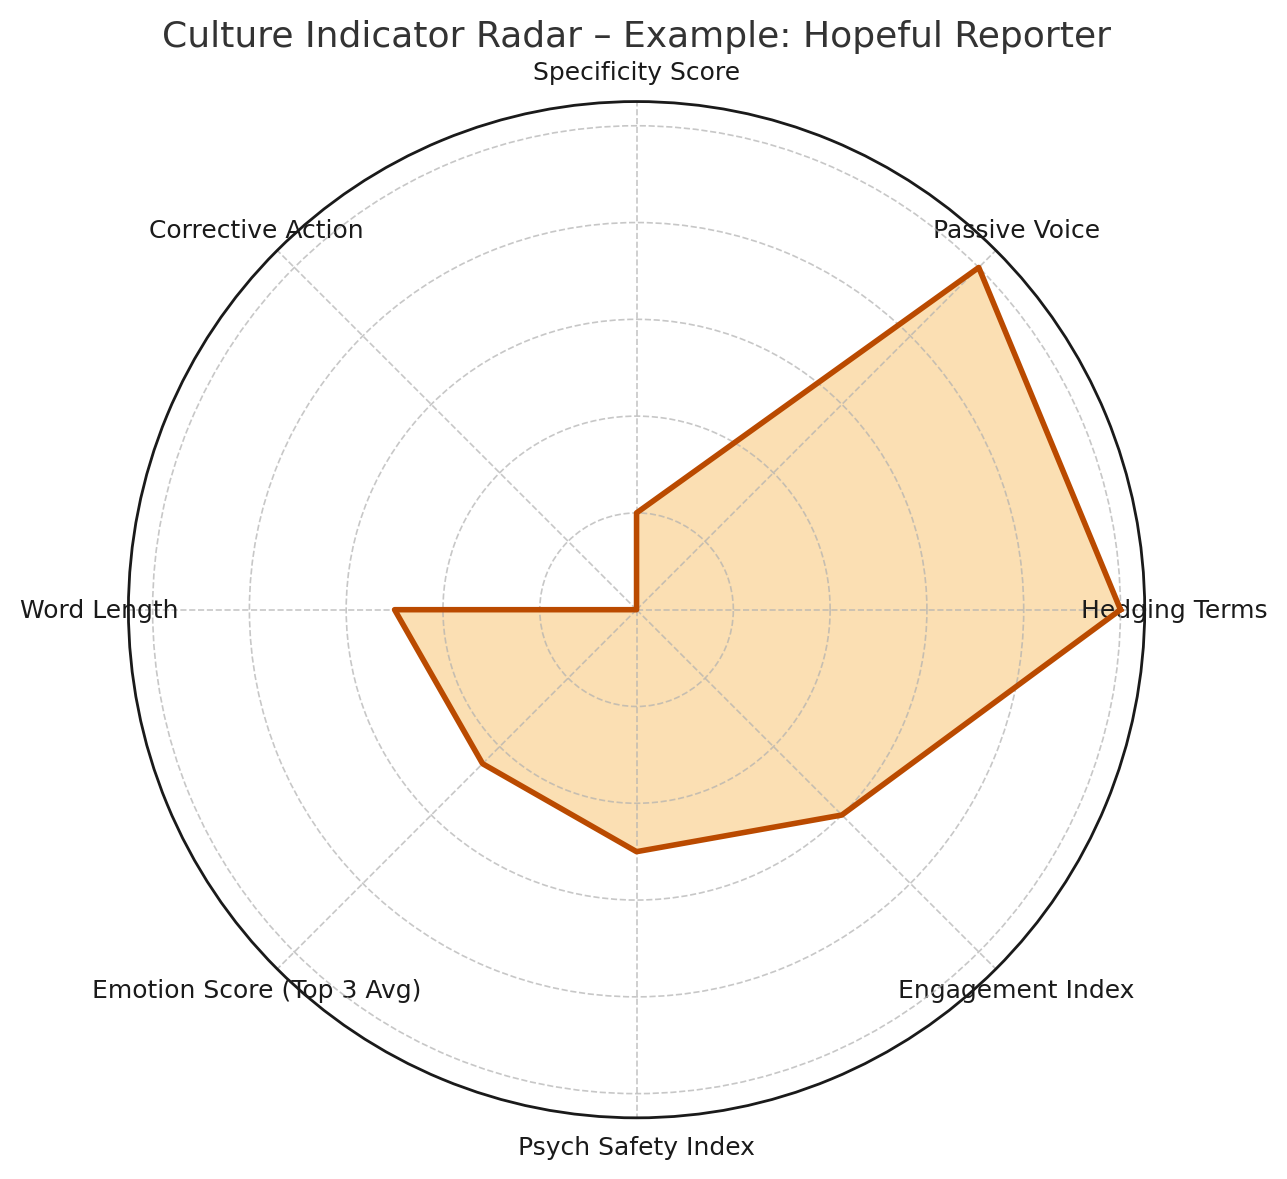 Culture Indicator Radar – Example: Hopeful Reporter
Specificity Score
Corrective Action
Passive Voice
Word Length
Hedging Terms
Emotion Score (Top 3 Avg)
Engagement Index
Psych Safety Index